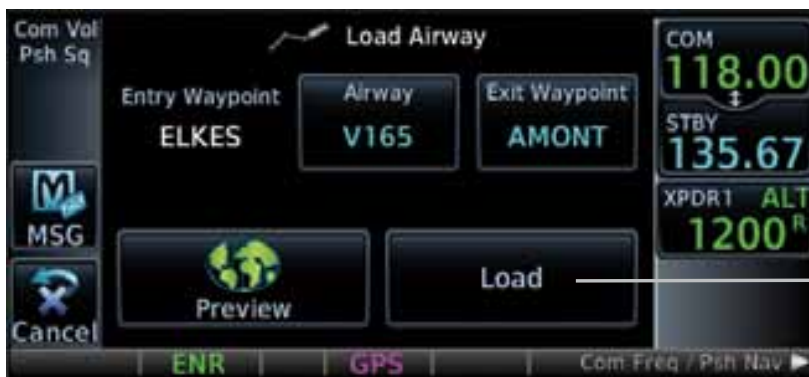 Com Vol
Psh Sq
Load Airway
Entry Waypoint
ELKES
Airway
V165
Exit Waypoint
AMONT
COM
118.00
STBY
135.67
XPDR1 ALT
1200 R
MSG
Cancel
Preview
Load
ENR
GPS
Com Freq / Psh Nav